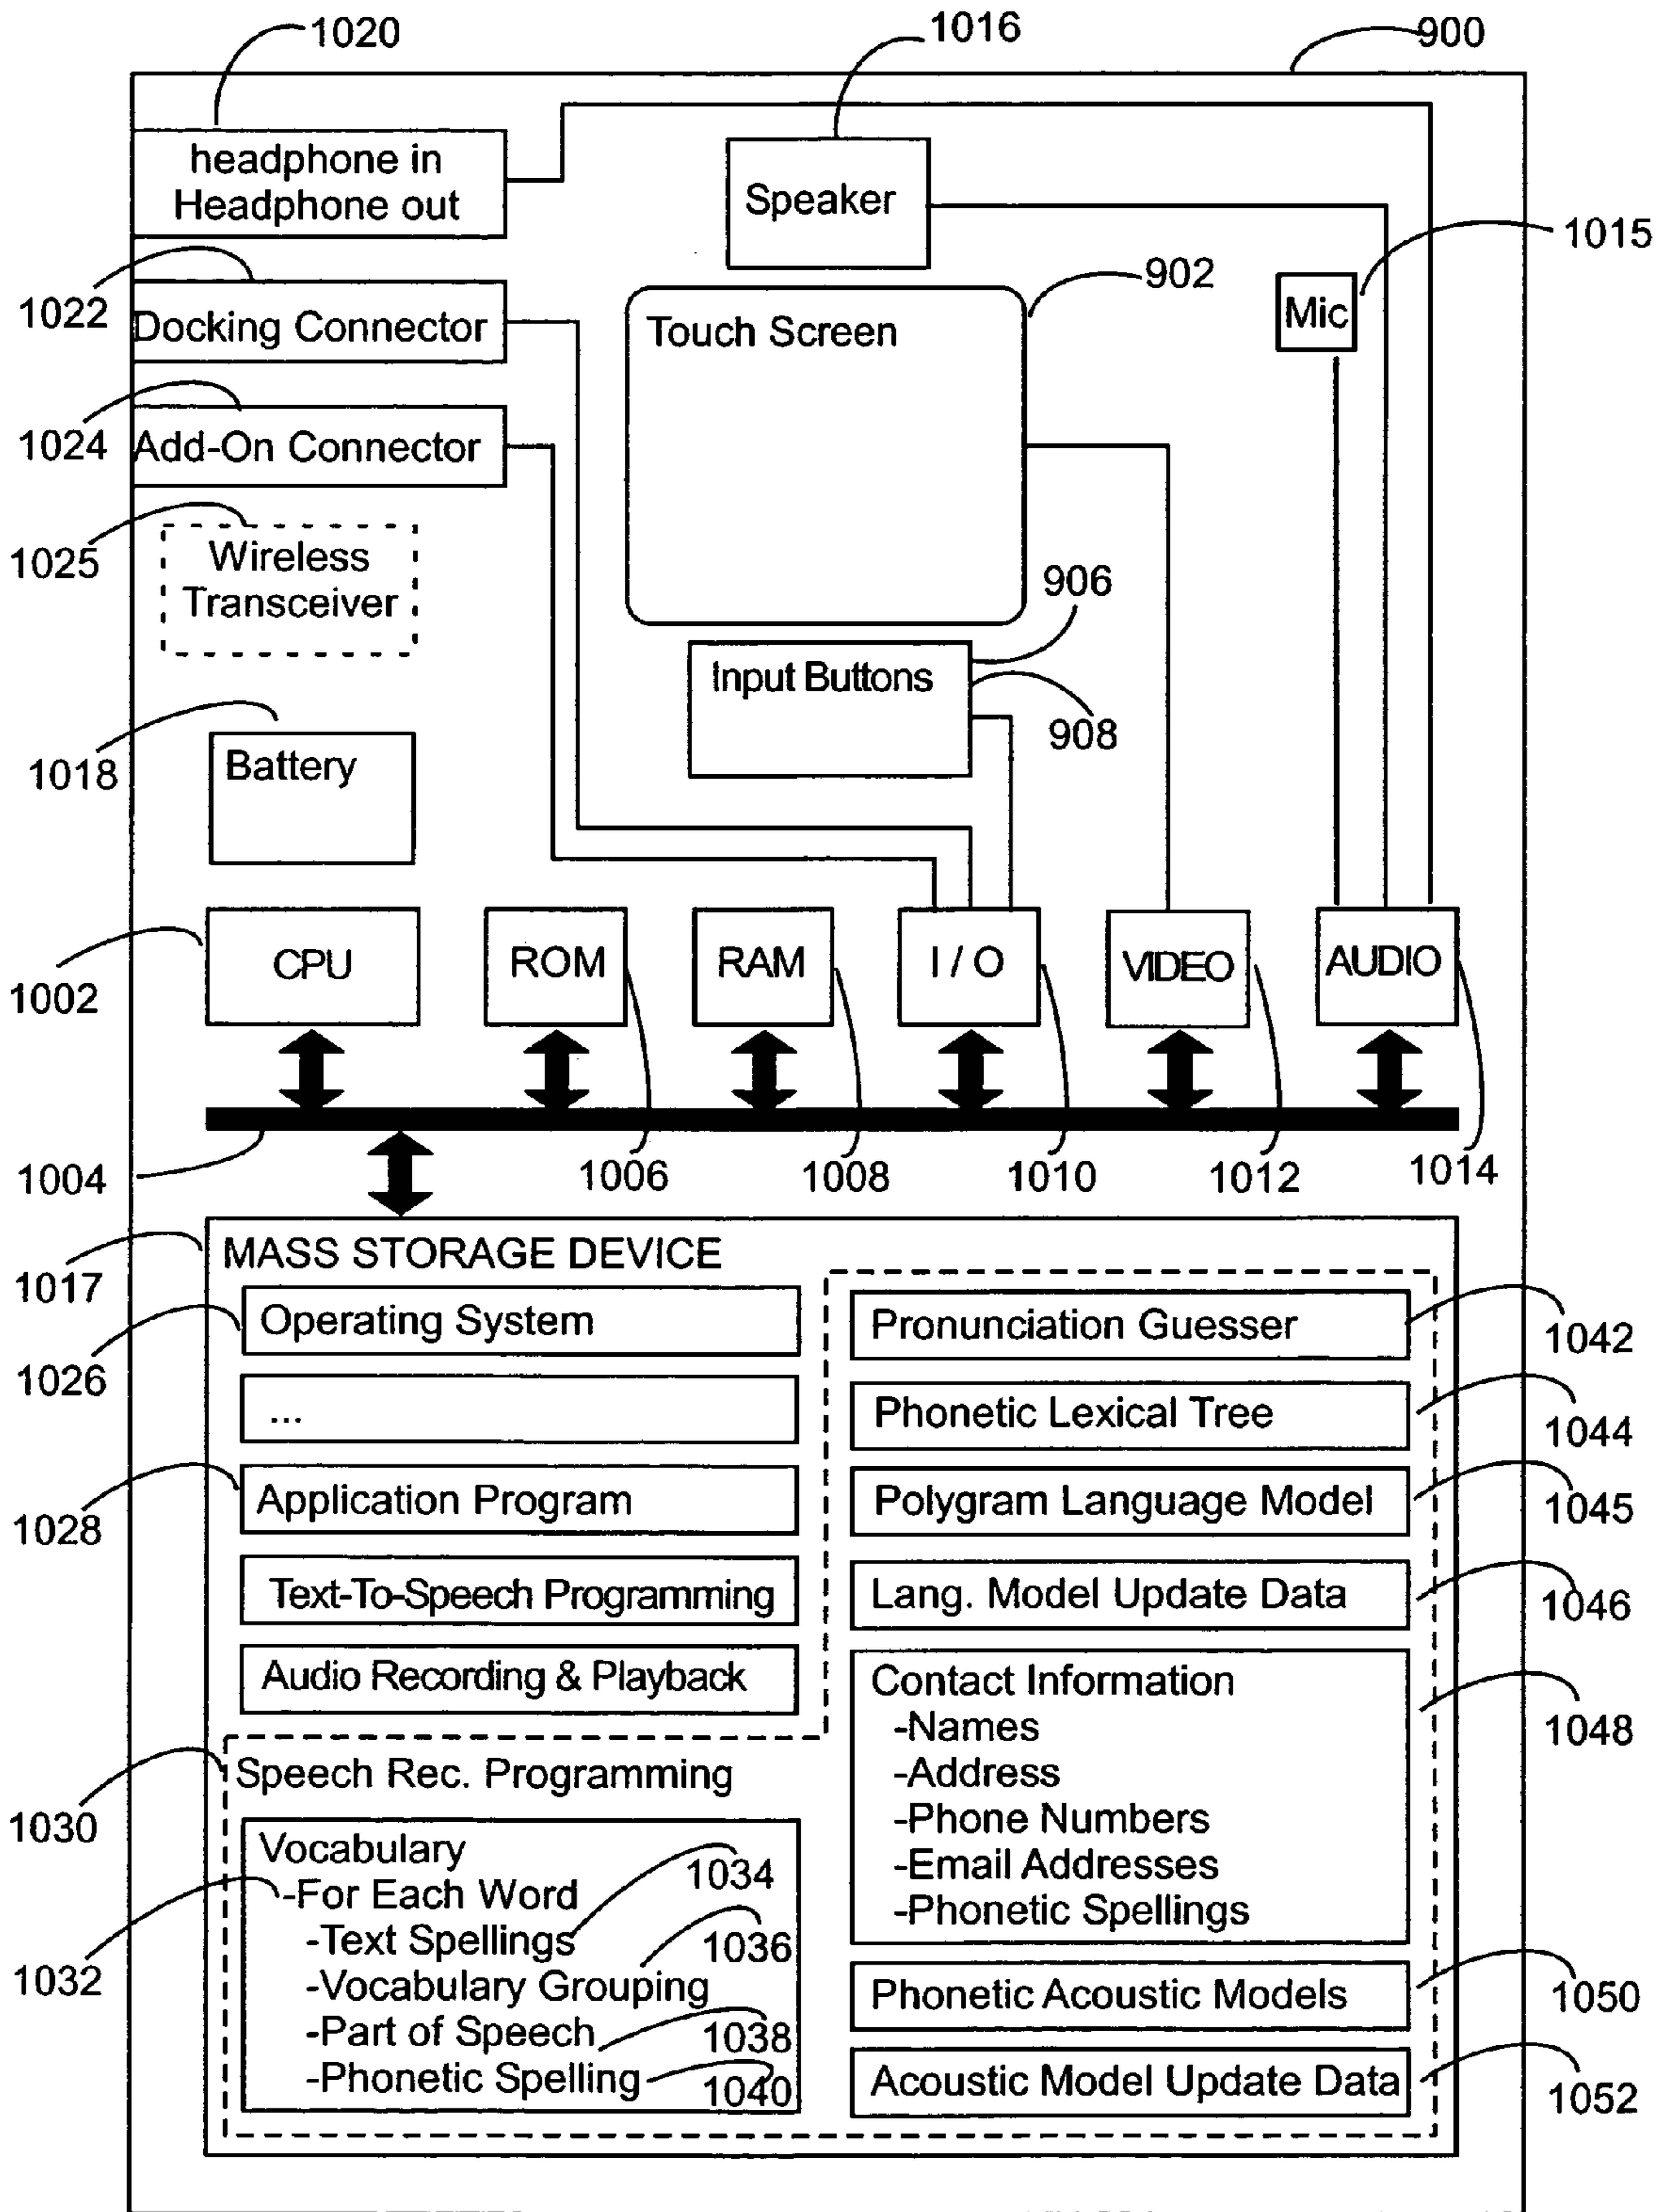 1020
1016
900
headphone in
Headphone out
Speaker
1015
1022
Docking Connector
902
Touch Screen
Mic
1024
Add-On Connector
1025
Wireless
Transceiver
906
Input Buttons
908
1018
Battery
1002
CPU
ROM
RAM
I / O
VIDEO
AUDIO
1004
1006
1008
1010
1012
1014
1017
MASS STORAGE DEVICE
1026
Operating System
...
1028
Application Program
Text-To-Speech Programming
Audio Recording & Playback
1030
Speech Rec. Programming
Vocabulary
1032
-For Each Word
1034
-Text Spellings
1036
-Vocabulary Grouping
-Part of Speech
1038
-Phonetic Spelling
1040
Pronunciation Guesser
1042
Phonetic Lexical Tree
1044
Polygram Language Model
1045
Lang. Model Update Data
1046
Contact Information
-Names
1048
-Address
-Phone Numbers
-Email Addresses
-Phonetic Spellings
Phonetic Acoustic Models
1050
Acoustic Model Update Data
1052